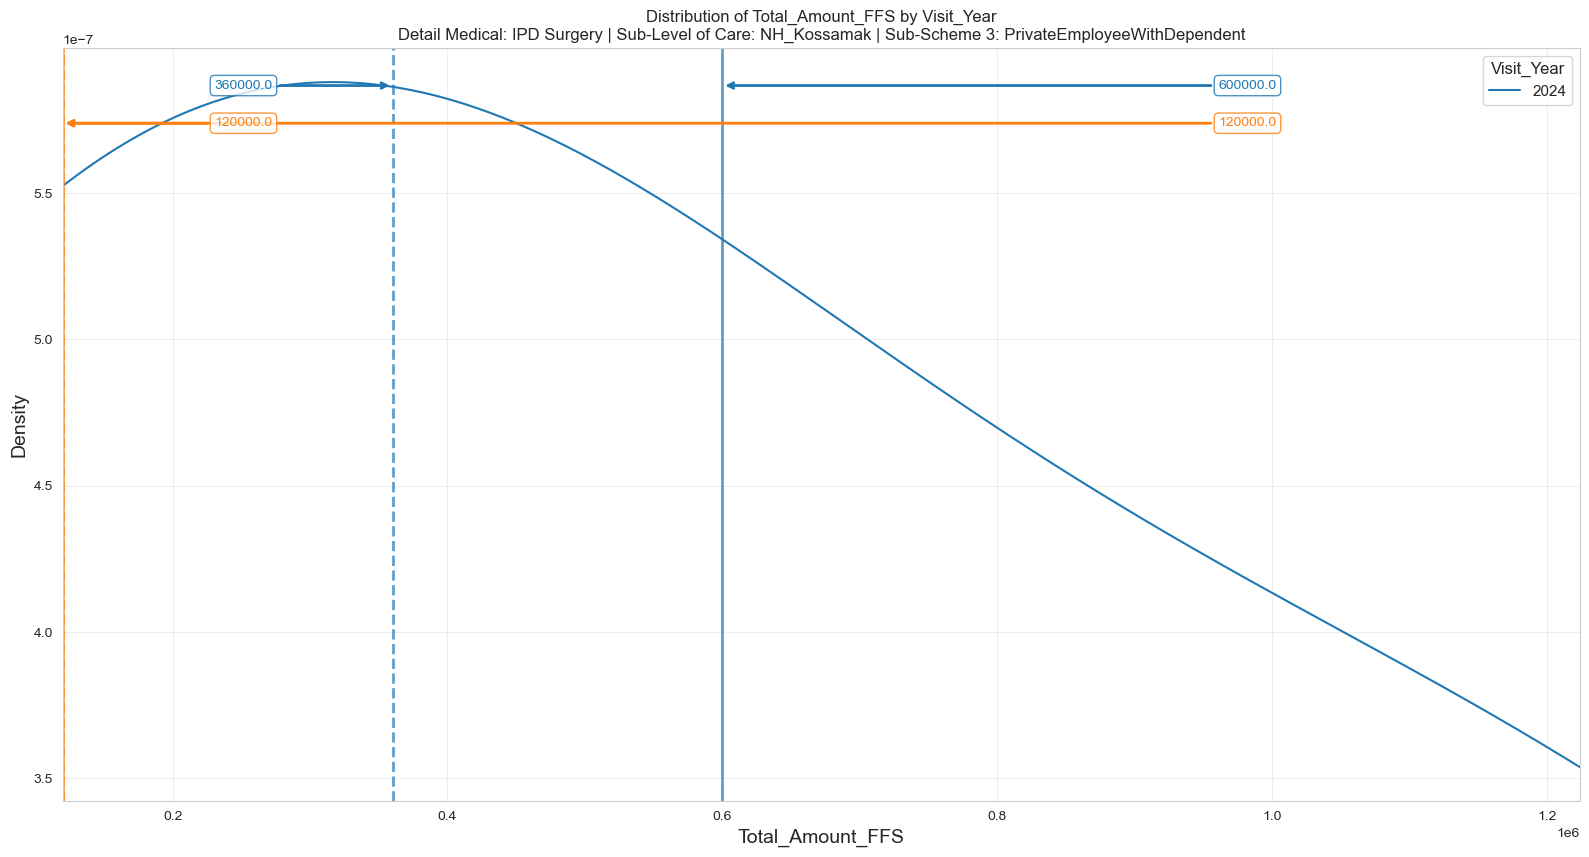 Distribution of Total_Amount_FFS by Visit_Year
Detail Medical: IPD Surgery | Sub-Level of Care: NH_Kossamak | Sub-Scheme 3: PrivateEmployeeWithDependent
1e−7
Visit_Year
2024
360000.0
600000.0
120000.0
120000.0
5.5
5.0
4.5
4.0
3.5
Density
0.2
0.4
0.6
0.8
1.0
1.2
1e6
Total_Amount_FFS